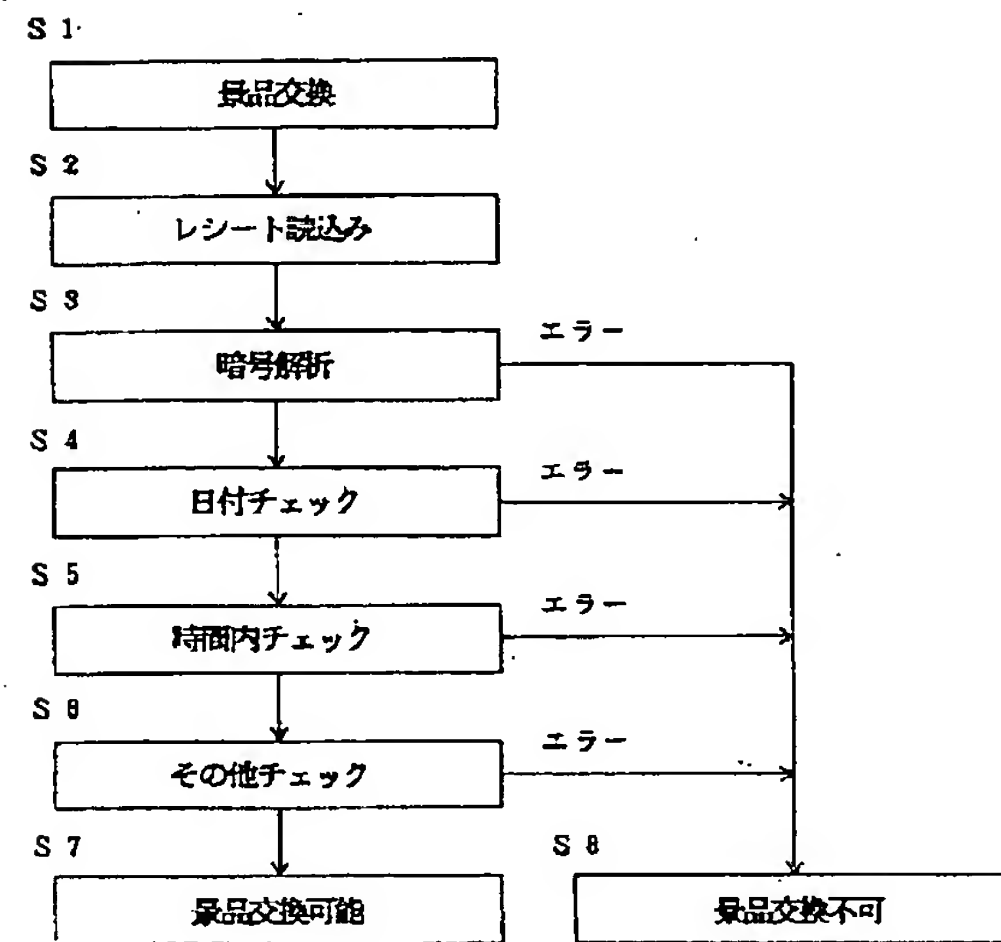 S 1
景品交換
S 2
レシート読込み
S 3
暗号解析
エラー
S 4
日付チェック
エラー
S 5
時間内チェック
エラー
S 6
その他チェック
エラー
S 7
景品交換可能
S 8
景品交換不可